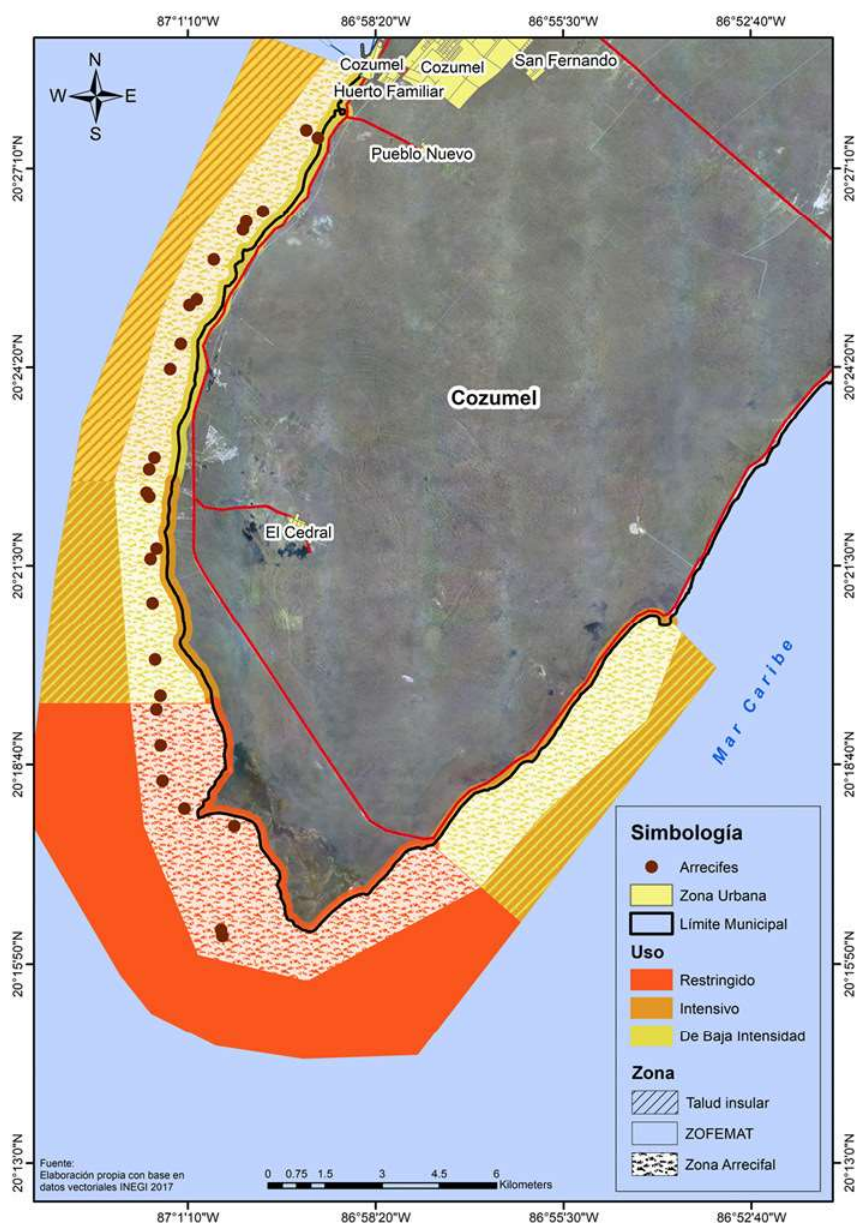 87°1'10"W
86°58'20"W
86°55'30"W
86°52'40"W
N
W
E
S
Cozumel
Cozumel
San Fernando
Huerto Familiar
Pueblo Nuevo
20°27'10"N
20°27'10"N
20°24'20"N
20°24'20"N
Cozumel
El Cedral
20°21'30"N
20°21'30"N
Mar Caribe
20°18'40"N
20°18'40"N
Simbología
Arrecifes
Zona Urbana
Límite Municipal
Uso
Restringido
Intensivo
De Baja Intensidad
Zona
Talud insular
ZOFEMAT
Zona Arrecifal
20°15'50"N
20°15'50"N
20°13'0"N
20°13'0"N
Fuente:
Elaboración propia con base en
datos vectoriales INEGI 2017
0 0.75 1.5 3 4.5 6
Kilometers
87°1'10"W
86°58'20"W
86°55'30"W
86°52'40"W